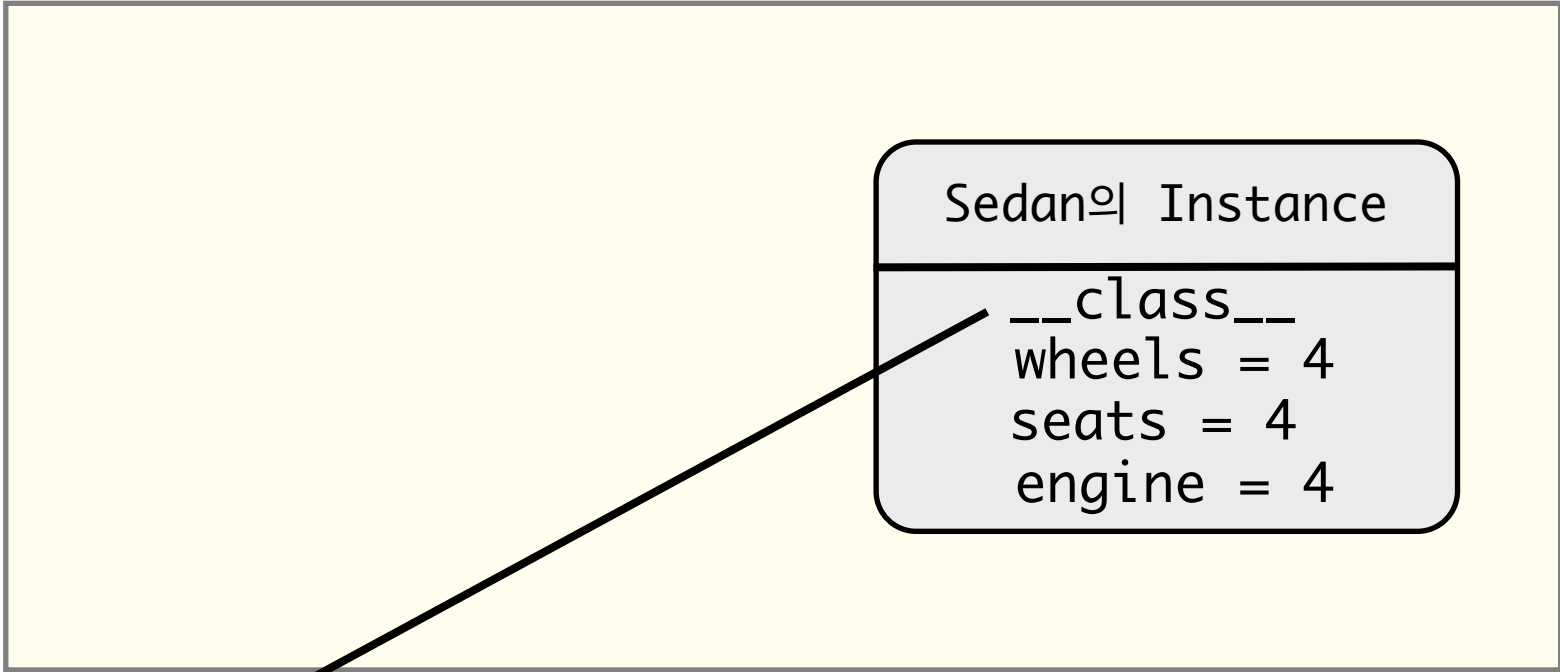 Sedan의 Instance
__class__
wheels = 4
seats = 4
engine = 4